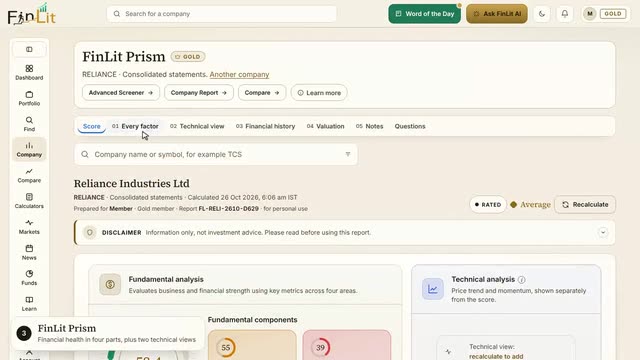 FinLit
Search for a company
Word of the Day
Ask FinLit AI
M
GOLD
Dashboard
Portfolio
Find
Company
Compare
Calculators
Markets
News
Funds
Learn
FinLit Prism
GOLD
RELIANCE · Consolidated statements. Another company
Advanced Screener →
Company Report →
Compare →
Learn more
Score
01 Every factor
02 Technical view
03 Financial history
04 Valuation
05 Notes
Questions
Company name or symbol, for example TCS
Reliance Industries Ltd
RELIANCE · Consolidated statements · Calculated 26 Oct 2026, 6:06 am IST
Prepared for Member · Gold member · Report FL-RELI-2610-D629 · for personal use
RATED
Average
Recalculate
DISCLAIMER Information only, not investment advice. Please read before using this report.
Fundamental analysis
Evaluates business and financial strength using key metrics across four areas.
Fundamental components
55
39
Technical analysis
Price trend and momentum, shown separately
from the score.
Technical view:
recalculate to add
3
FinLit Prism
Financial health in four parts, plus two technical views